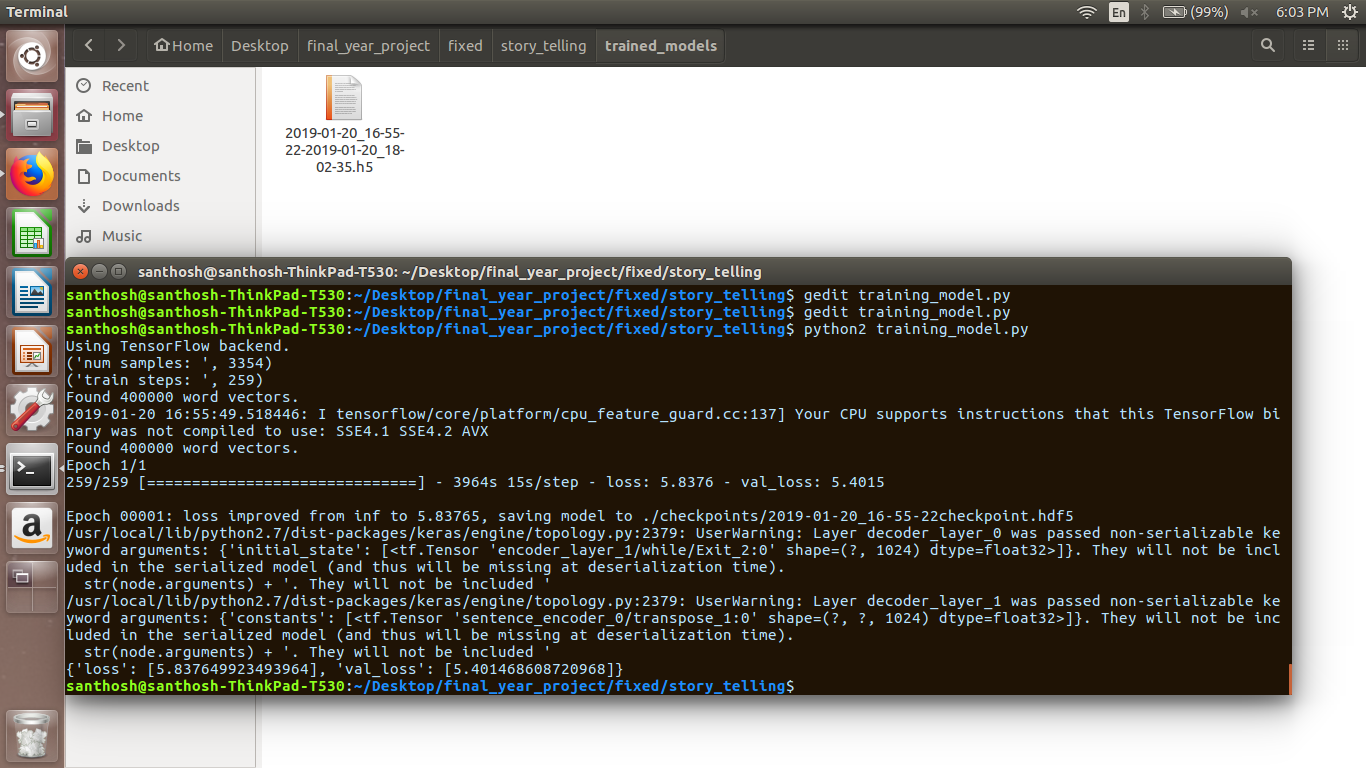 Terminal
En
(99%)
6:03 PM
Home
Desktop
final_year_project
fixed
story_telling
trained_models
Recent
Home
Desktop
Documents
Downloads
Music
2019-01-20_16-55-
22-2019-01-20_18-
02-35.h5
santhosh@santhosh-ThinkPad-T530: ~/Desktop/final_year_project/fixed/story_telling
santhosh@santhosh-ThinkPad-T530:~/Desktop/final_year_project/fixed/story_telling$ gedit training_model.py
santhosh@santhosh-ThinkPad-T530:~/Desktop/final_year_project/fixed/story_telling$ gedit training_model.py
santhosh@santhosh-ThinkPad-T530:~/Desktop/final_year_project/fixed/story_telling$ python2 training_model.py
Using TensorFlow backend.
('num samples: ', 3354)
('train steps: ', 259)
Found 400000 word vectors.
2019-01-20 16:55:49.518446: I tensorflow/core/platform/cpu_feature_guard.cc:137] Your CPU supports instructions that this TensorFlow bi
nary was not compiled to use: SSE4.1 SSE4.2 AVX
Found 400000 word vectors.
Epoch 1/1
259/259 [==============================] - 3964s 15s/step - loss: 5.8376 - val_loss: 5.4015
Epoch 00001: loss improved from inf to 5.83765, saving model to ./checkpoints/2019-01-20_16-55-22checkpoint.hdf5
/usr/local/lib/python2.7/dist-packages/keras/engine/topology.py:2379: UserWarning: Layer decoder_layer_0 was passed non-serializable ke
yword arguments: {'initial_state': [<tf.Tensor 'encoder_layer_1/while/Exit_2:0' shape=(?, 1024) dtype=float32>]}. They will not be incl
uded in the serialized model (and thus will be missing at deserialization time).
  str(node.arguments) + '. They will not be included '
/usr/local/lib/python2.7/dist-packages/keras/engine/topology.py:2379: UserWarning: Layer decoder_layer_1 was passed non-serializable ke
yword arguments: {'constants': [<tf.Tensor 'sentence_encoder_0/transpose_1:0' shape=(?, ?, 1024) dtype=float32>]}. They will not be inc
luded in the serialized model (and thus will be missing at deserialization time).
  str(node.arguments) + '. They will not be included '
{'loss': [5.837649923493964], 'val_loss': [5.401468608720968]}
santhosh@santhosh-ThinkPad-T530:~/Desktop/final_year_project/fixed/story_telling$